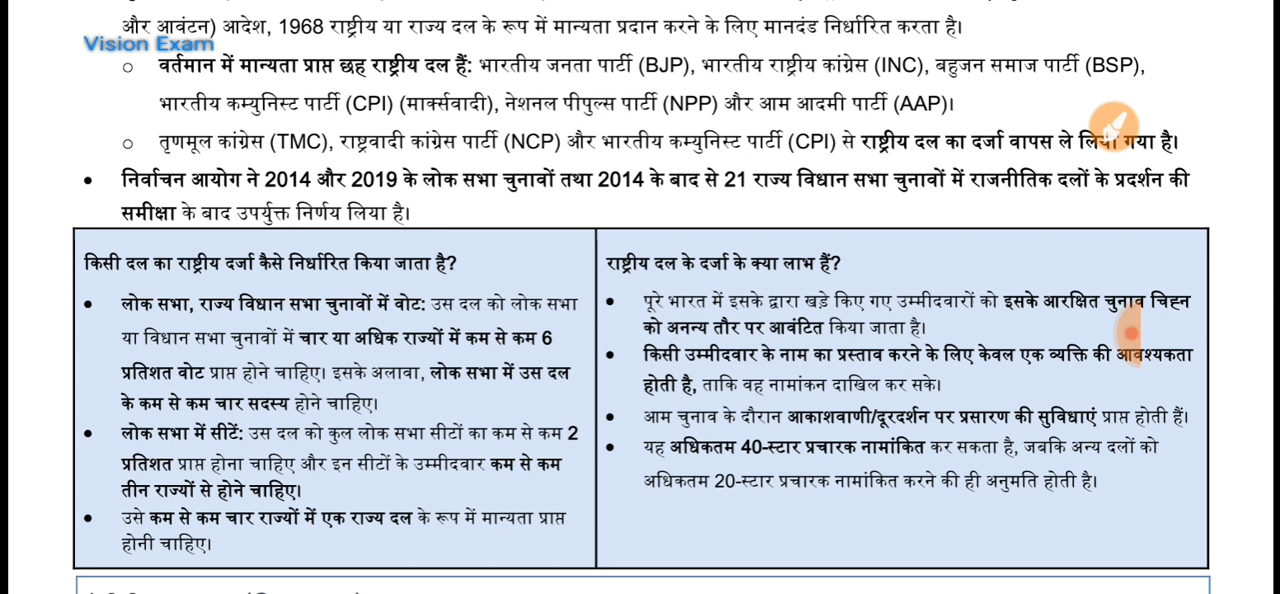 और आवंटन) आदेश, 1968 राष्ट्रीय या राज्य दल के रूप में मान्यता प्रदान करने के लिए मानदंड निर्धारित करता है।
Vision Exam
○ वर्तमान में मान्यता प्राप्त छह राष्ट्रीय दल हैं: भारतीय जनता पार्टी (BJP), भारतीय राष्ट्रीय कांग्रेस (INC), बहुजन समाज पार्टी (BSP),
भारतीय कम्युनिस्ट पार्टी (CPI) (मार्क्सवादी), नेशनल पीपुल्स पार्टी (NPP) और आम आदमी पार्टी (AAP)।
○ तृणमूल कांग्रेस (TMC), राष्ट्रवादी कांग्रेस पार्टी (NCP) और भारतीय कम्युनिस्ट पार्टी (CPI) से राष्ट्रीय दल का दर्जा वापस ले लिया गया है।
• निर्वाचन आयोग ने 2014 और 2019 के लोक सभा चुनावों तथा 2014 के बाद से 21 राज्य विधान सभा चुनावों में राजनीतिक दलों के प्रदर्शन की
समीक्षा के बाद उपर्युक्त निर्णय लिया है।
किसी दल का राष्ट्रीय दर्जा कैसे निर्धारित किया जाता है?
• लोक सभा, राज्य विधान सभा चुनावों में वोट: उस दल को लोक सभा
या विधान सभा चुनावों में चार या अधिक राज्यों में कम से कम 6
प्रतिशत वोट प्राप्त होने चाहिए। इसके अलावा, लोक सभा में उस दल
के कम से कम चार सदस्य होने चाहिए।
• लोक सभा में सीटें: उस दल को कुल लोक सभा सीटों का कम से कम 2
प्रतिशत प्राप्त होना चाहिए और इन सीटों के उम्मीदवार कम से कम
तीन राज्यों से होने चाहिए।
• उसे कम से कम चार राज्यों में एक राज्य दल के रूप में मान्यता प्राप्त
होनी चाहिए।
राष्ट्रीय दल के दर्जा के क्या लाभ हैं?
• पूरे भारत में इसके द्वारा खड़े किए गए उम्मीदवारों को इसके आरक्षित चुनाव चिह्न
को अनन्य तौर पर आवंटित किया जाता है।
• किसी उम्मीदवार के नाम का प्रस्ताव करने के लिए केवल एक व्यक्ति की आवश्यकता
होती है, ताकि वह नामांकन दाखिल कर सके।
• आम चुनाव के दौरान आकाशवाणी/दूरदर्शन पर प्रसारण की सुविधाएं प्राप्त होती हैं।
• यह अधिकतम 40-स्टार प्रचारक नामांकित कर सकता है, जबकि अन्य दलों को
अधिकतम 20-स्टार प्रचारक नामांकित करने की ही अनुमति होती है।